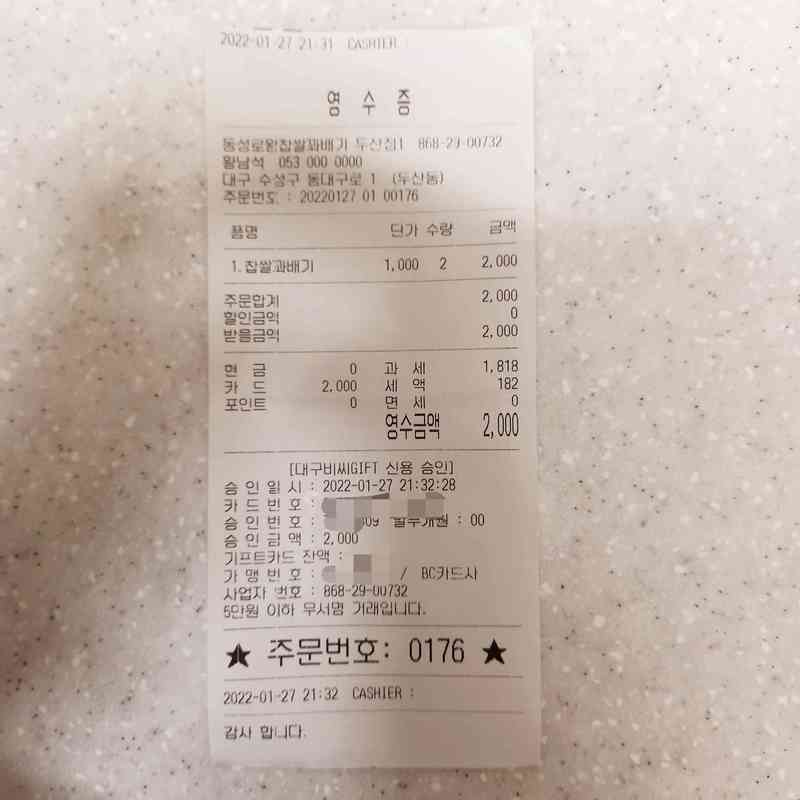 2022-01-27 21:31 CASHIER :
영 수 증
동성로왕찹쌀꽈배기 두산점1 868-29-00732
황남석 053 000 0000
대구 수성구 동대구로 1 (두산동)
주문번호 : 20220127 01 00176
품명 단가 수량 금액
1.찹쌀꽈배기 1,000 2 2,000
주문합계 2,000
할인금액 0
받을금액 2,000
현 금 0 과 세 1,818
카 드 2,000 세 액 182
포인트 0 면 세 0
영수금액 2,000
[대구비씨GIFT 신용 승인]
승 인 일 시 : 2022-01-27 21:32:28
카 드 번 호 :
승 인 번 호 : 할부개월 : 00
승 인 금 액 : 2,000
기프트카드 잔액 :
가 맹 번 호 : / BC카드사
사업자 번호 : 868-29-00732
5만원 이하 무서명 거래입니다.
★ 주문번호: 0176 ★
2022-01-27 21:32 CASHIER :
감사 합니다.